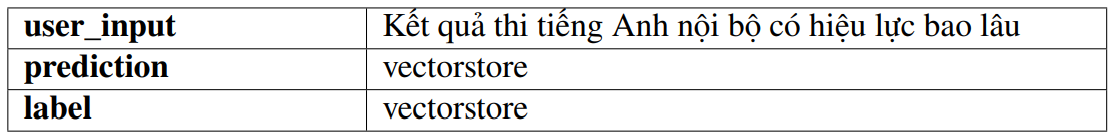 user_input Kết quả thi tiếng Anh nội bộ có hiệu lực bao lâu
prediction vectorstore
label vectorstore